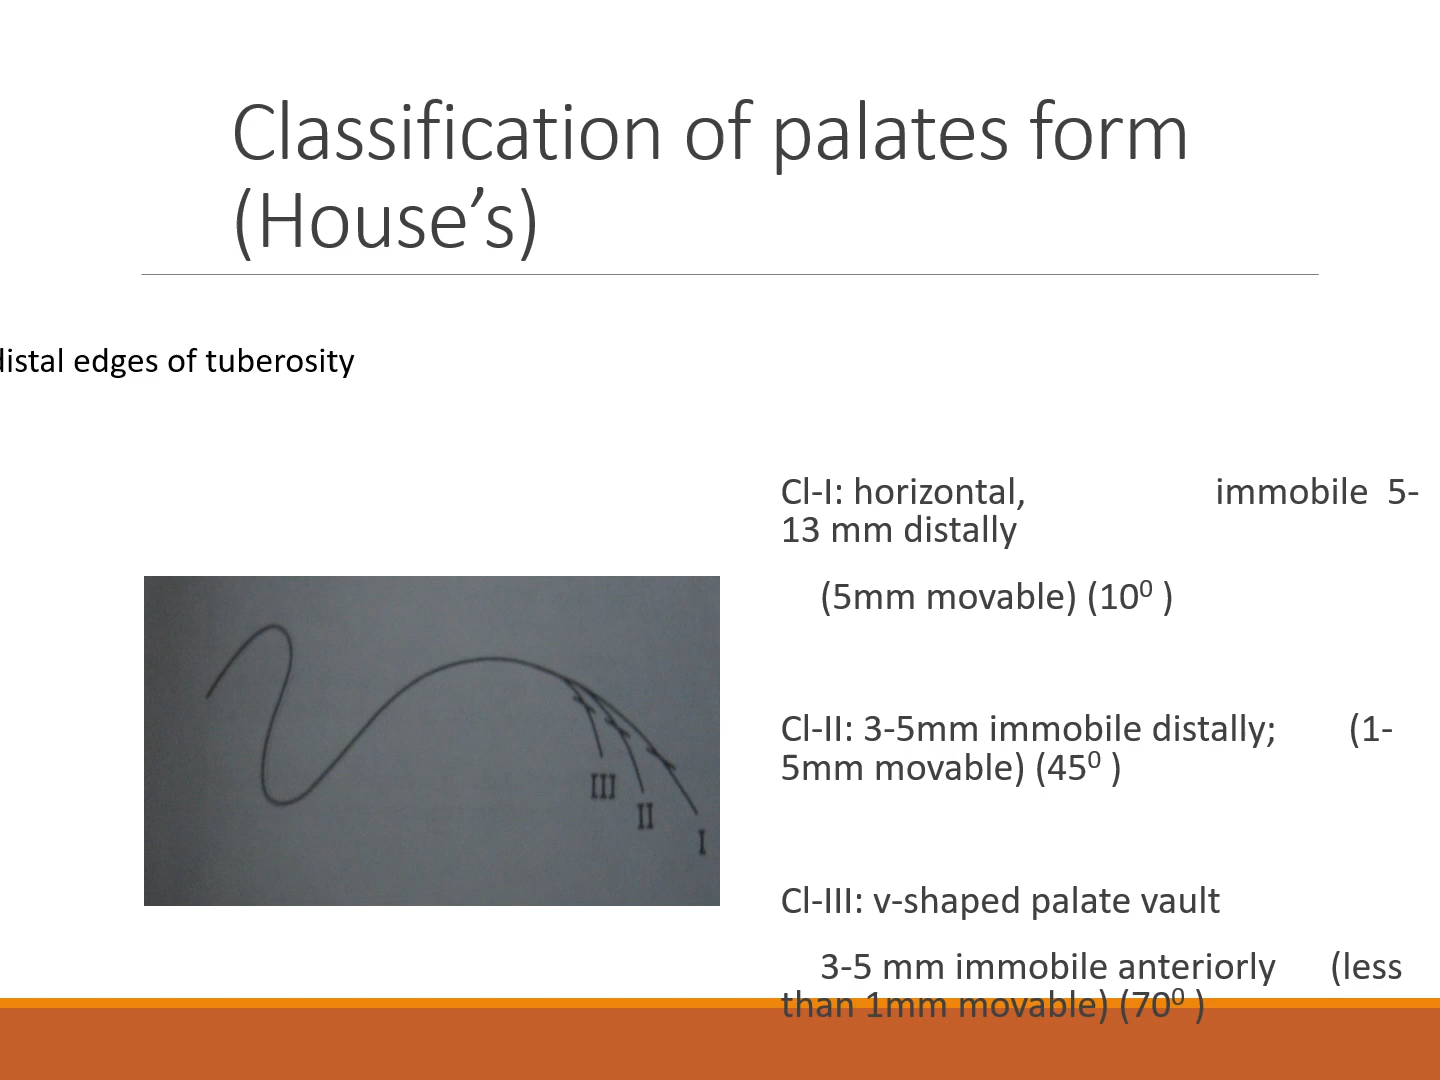 Classification of palates form
(House’s)
distal edges of tuberosity
Cl-I: horizontal, immobile 5-
13 mm distally
(5mm movable) (10⁰ )
Cl-II: 3-5mm immobile distally; (1-
5mm movable) (45⁰ )
Cl-III: v-shaped palate vault
3-5 mm immobile anteriorly (less
than 1mm movable) (70⁰ )
III
II
I